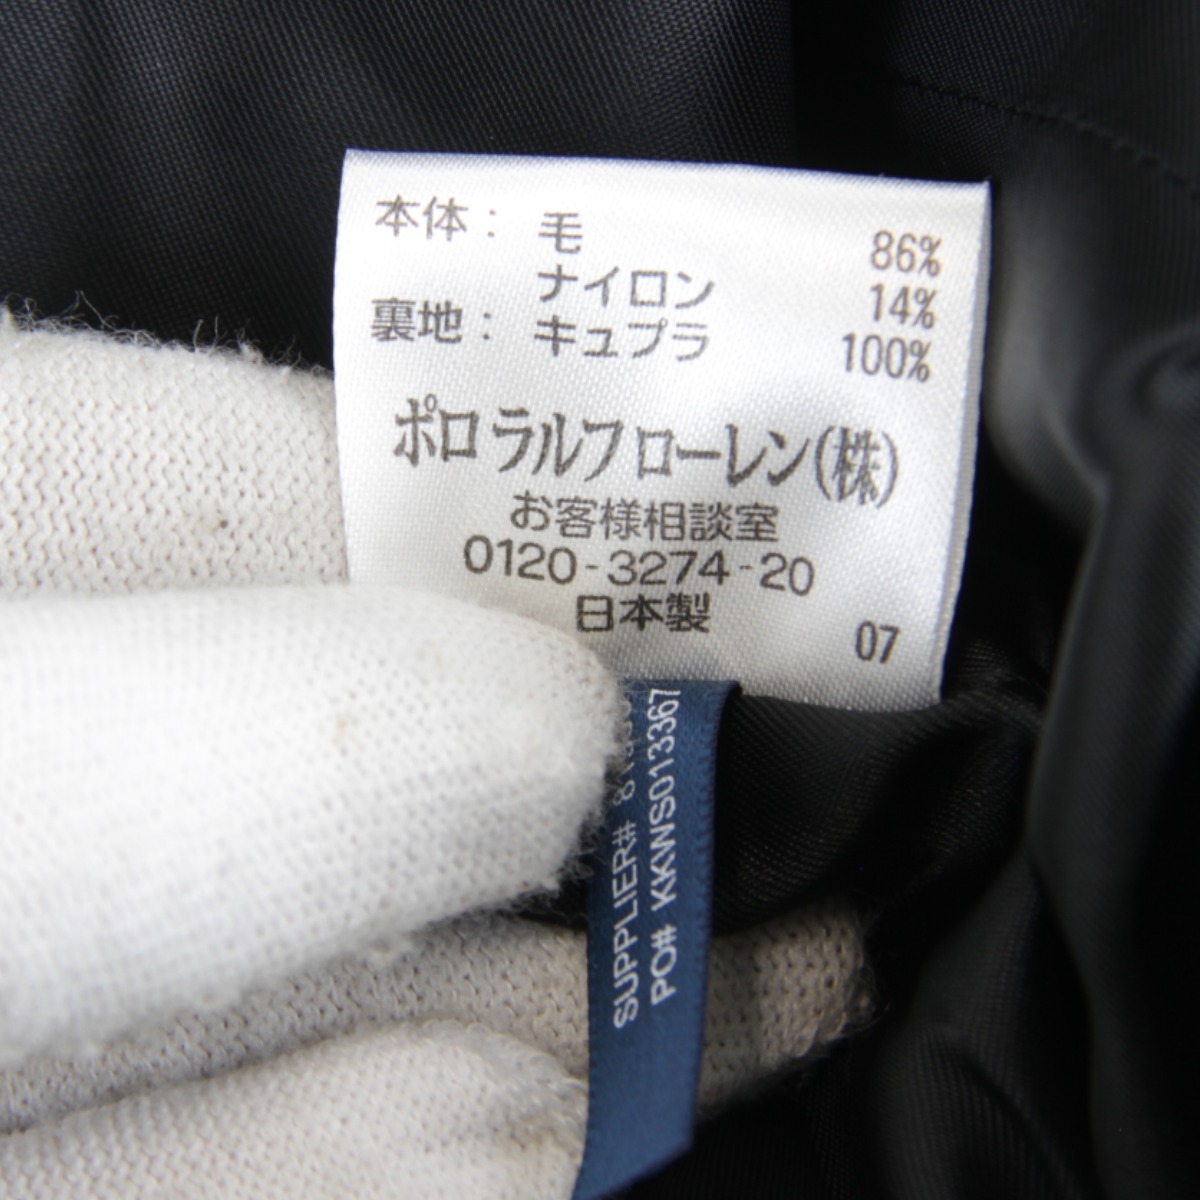 本体： 毛 86%
ナイロン 14%
裏地： キュプラ 100%
ポロ ラルフ ローレン(株)
お客様相談室
0120-3274-20
日本製
07
SUPPLIER#
PO# KKWS013367